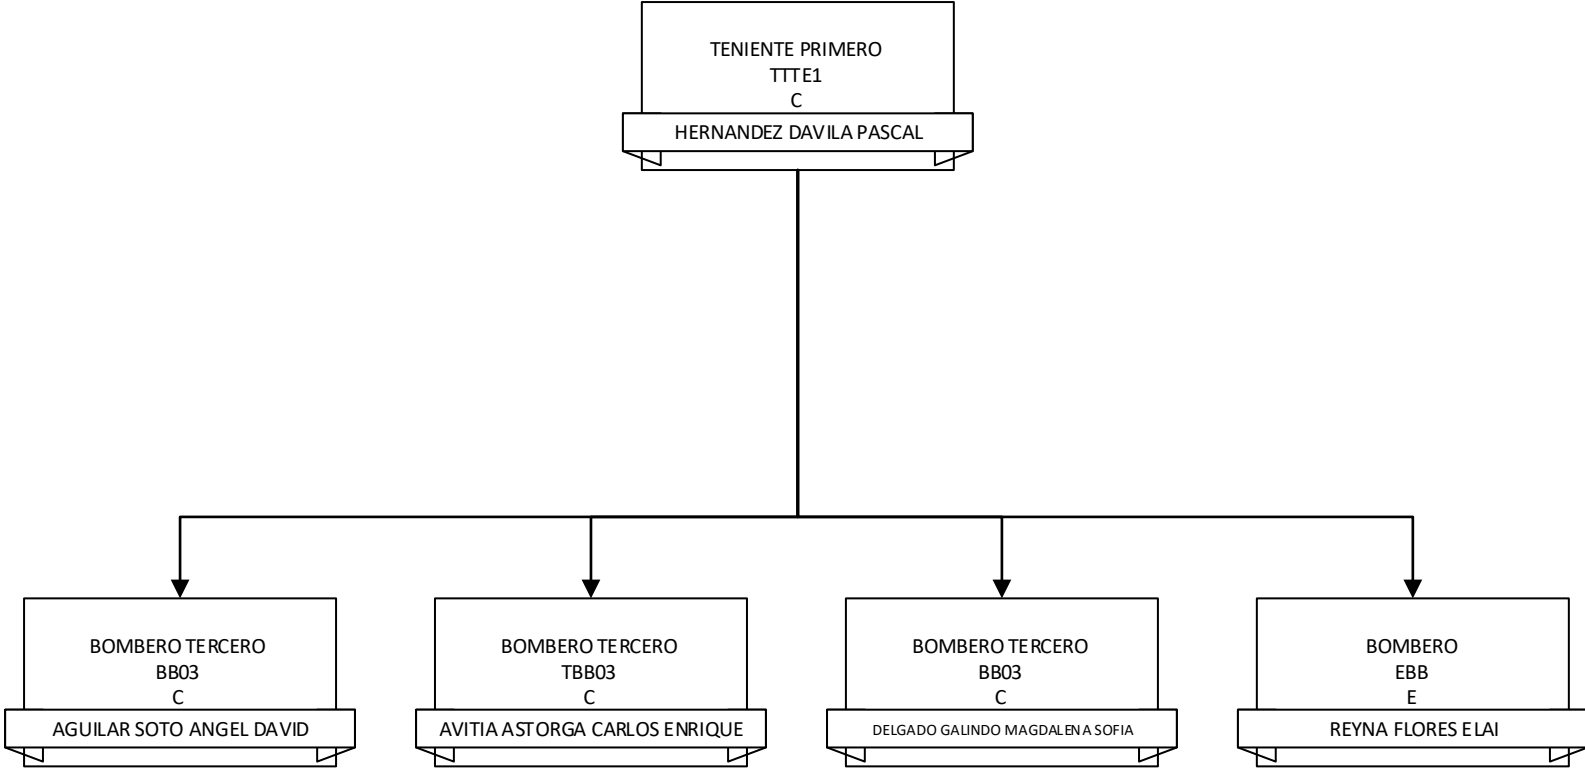 TENIENTE PRIMERO
TTTE1
C
HERNANDEZ DAVILA PASCAL
BOMBERO TERCERO
BB03
C
AGUILAR SOTO ANGEL DAVID
BOMBERO TERCERO
TBB03
C
AVITIA ASTORGA CARLOS ENRIQUE
BOMBERO TERCERO
BB03
C
DELGADO GALINDO MAGDALENA SOFIA
BOMBERO
EBB
E
REYNA FLORES ELAI